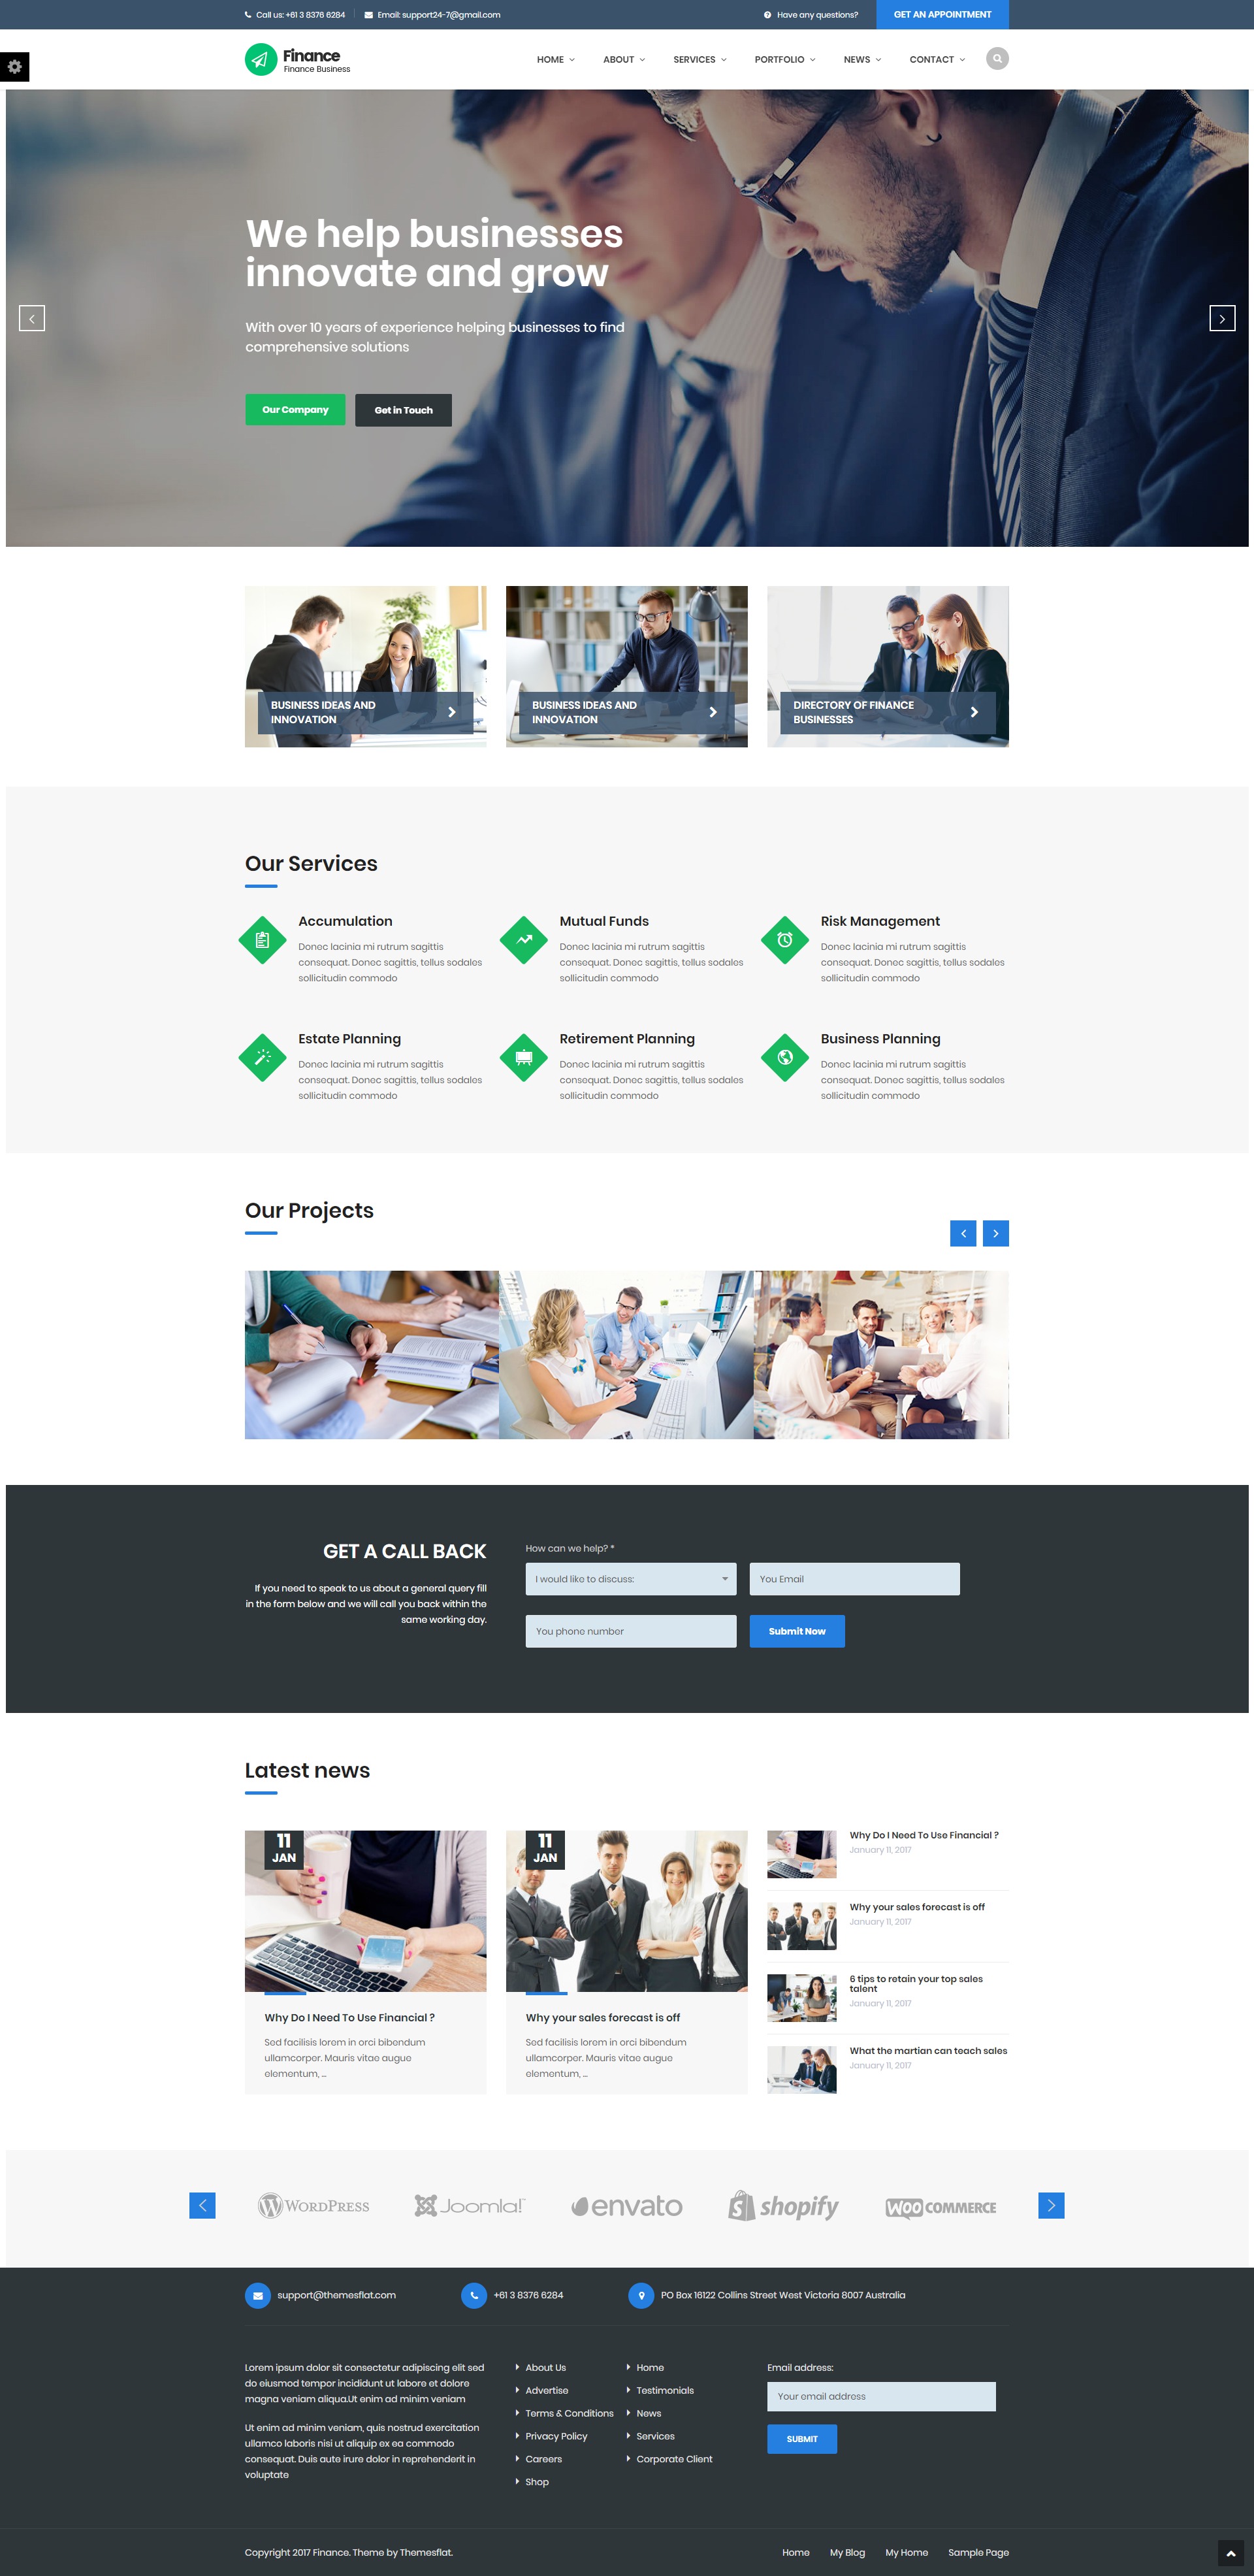 Call us: +61 3 8376 6284
Email: support24-7@gmail.com
Have any questions?
GET AN APPOINTMENT
Finance
Finance Business
HOME
ABOUT
SERVICES
PORTFOLIO
NEWS
CONTACT
We help businesses
innovate and grow
With over 10 years of experience helping businesses to find
comprehensive solutions
Our Company
Get in Touch
BUSINESS IDEAS AND
INNOVATION
BUSINESS IDEAS AND
INNOVATION
DIRECTORY OF FINANCE
BUSINESSES
Our Services
Accumulation
Donec lacinia mi rutrum sagittis
consequat. Donec sagittis, tellus sodales
sollicitudin commodo
Mutual Funds
Donec lacinia mi rutrum sagittis
consequat. Donec sagittis, tellus sodales
sollicitudin commodo
Risk Management
Donec lacinia mi rutrum sagittis
consequat. Donec sagittis, tellus sodales
sollicitudin commodo
Estate Planning
Donec lacinia mi rutrum sagittis
consequat. Donec sagittis, tellus sodales
sollicitudin commodo
Retirement Planning
Donec lacinia mi rutrum sagittis
consequat. Donec sagittis, tellus sodales
sollicitudin commodo
Business Planning
Donec lacinia mi rutrum sagittis
consequat. Donec sagittis, tellus sodales
sollicitudin commodo
Our Projects
GET A CALL BACK
If you need to speak to us about a general query fill
in the form below and we will call you back within the
same working day.
How can we help? *
I would like to discuss:
You Email
You phone number
Submit Now
Latest news
11
JAN
Why Do I Need To Use Financial ?
Sed facilisis lorem in orci bibendum
ullamcorper. Mauris vitae augue
elementum, ...
11
JAN
Why your sales forecast is off
Sed facilisis lorem in orci bibendum
ullamcorper. Mauris vitae augue
elementum, ...
Why Do I Need To Use Financial ?
January 11, 2017
Why your sales forecast is off
January 11, 2017
6 tips to retain your top sales
talent
January 11, 2017
What the martian can teach sales
January 11, 2017
WORDPRESS
Joomla!
envato
shopify
WOO COMMERCE
support@themesflat.com
+61 3 8376 6284
PO Box 16122 Collins Street West Victoria 8007 Australia
Lorem ipsum dolor sit consectetur adipiscing elit sed
do eiusmod tempor incididunt ut labore et dolore
magna veniam aliqua.Ut enim ad minim veniam
Ut enim ad minim veniam, quis nostrud exercitation
ullamco laboris nisi ut aliquip ex ea commodo
consequat. Duis aute irure dolor in reprehenderit in
voluptate
About Us
Advertise
Terms & Conditions
Privacy Policy
Careers
Shop
Home
Testimonials
News
Services
Corporate Client
Email address:
Your email address
SUBMIT
Copyright 2017 Finance. Theme by Themesflat.
Home
My Blog
My Home
Sample Page